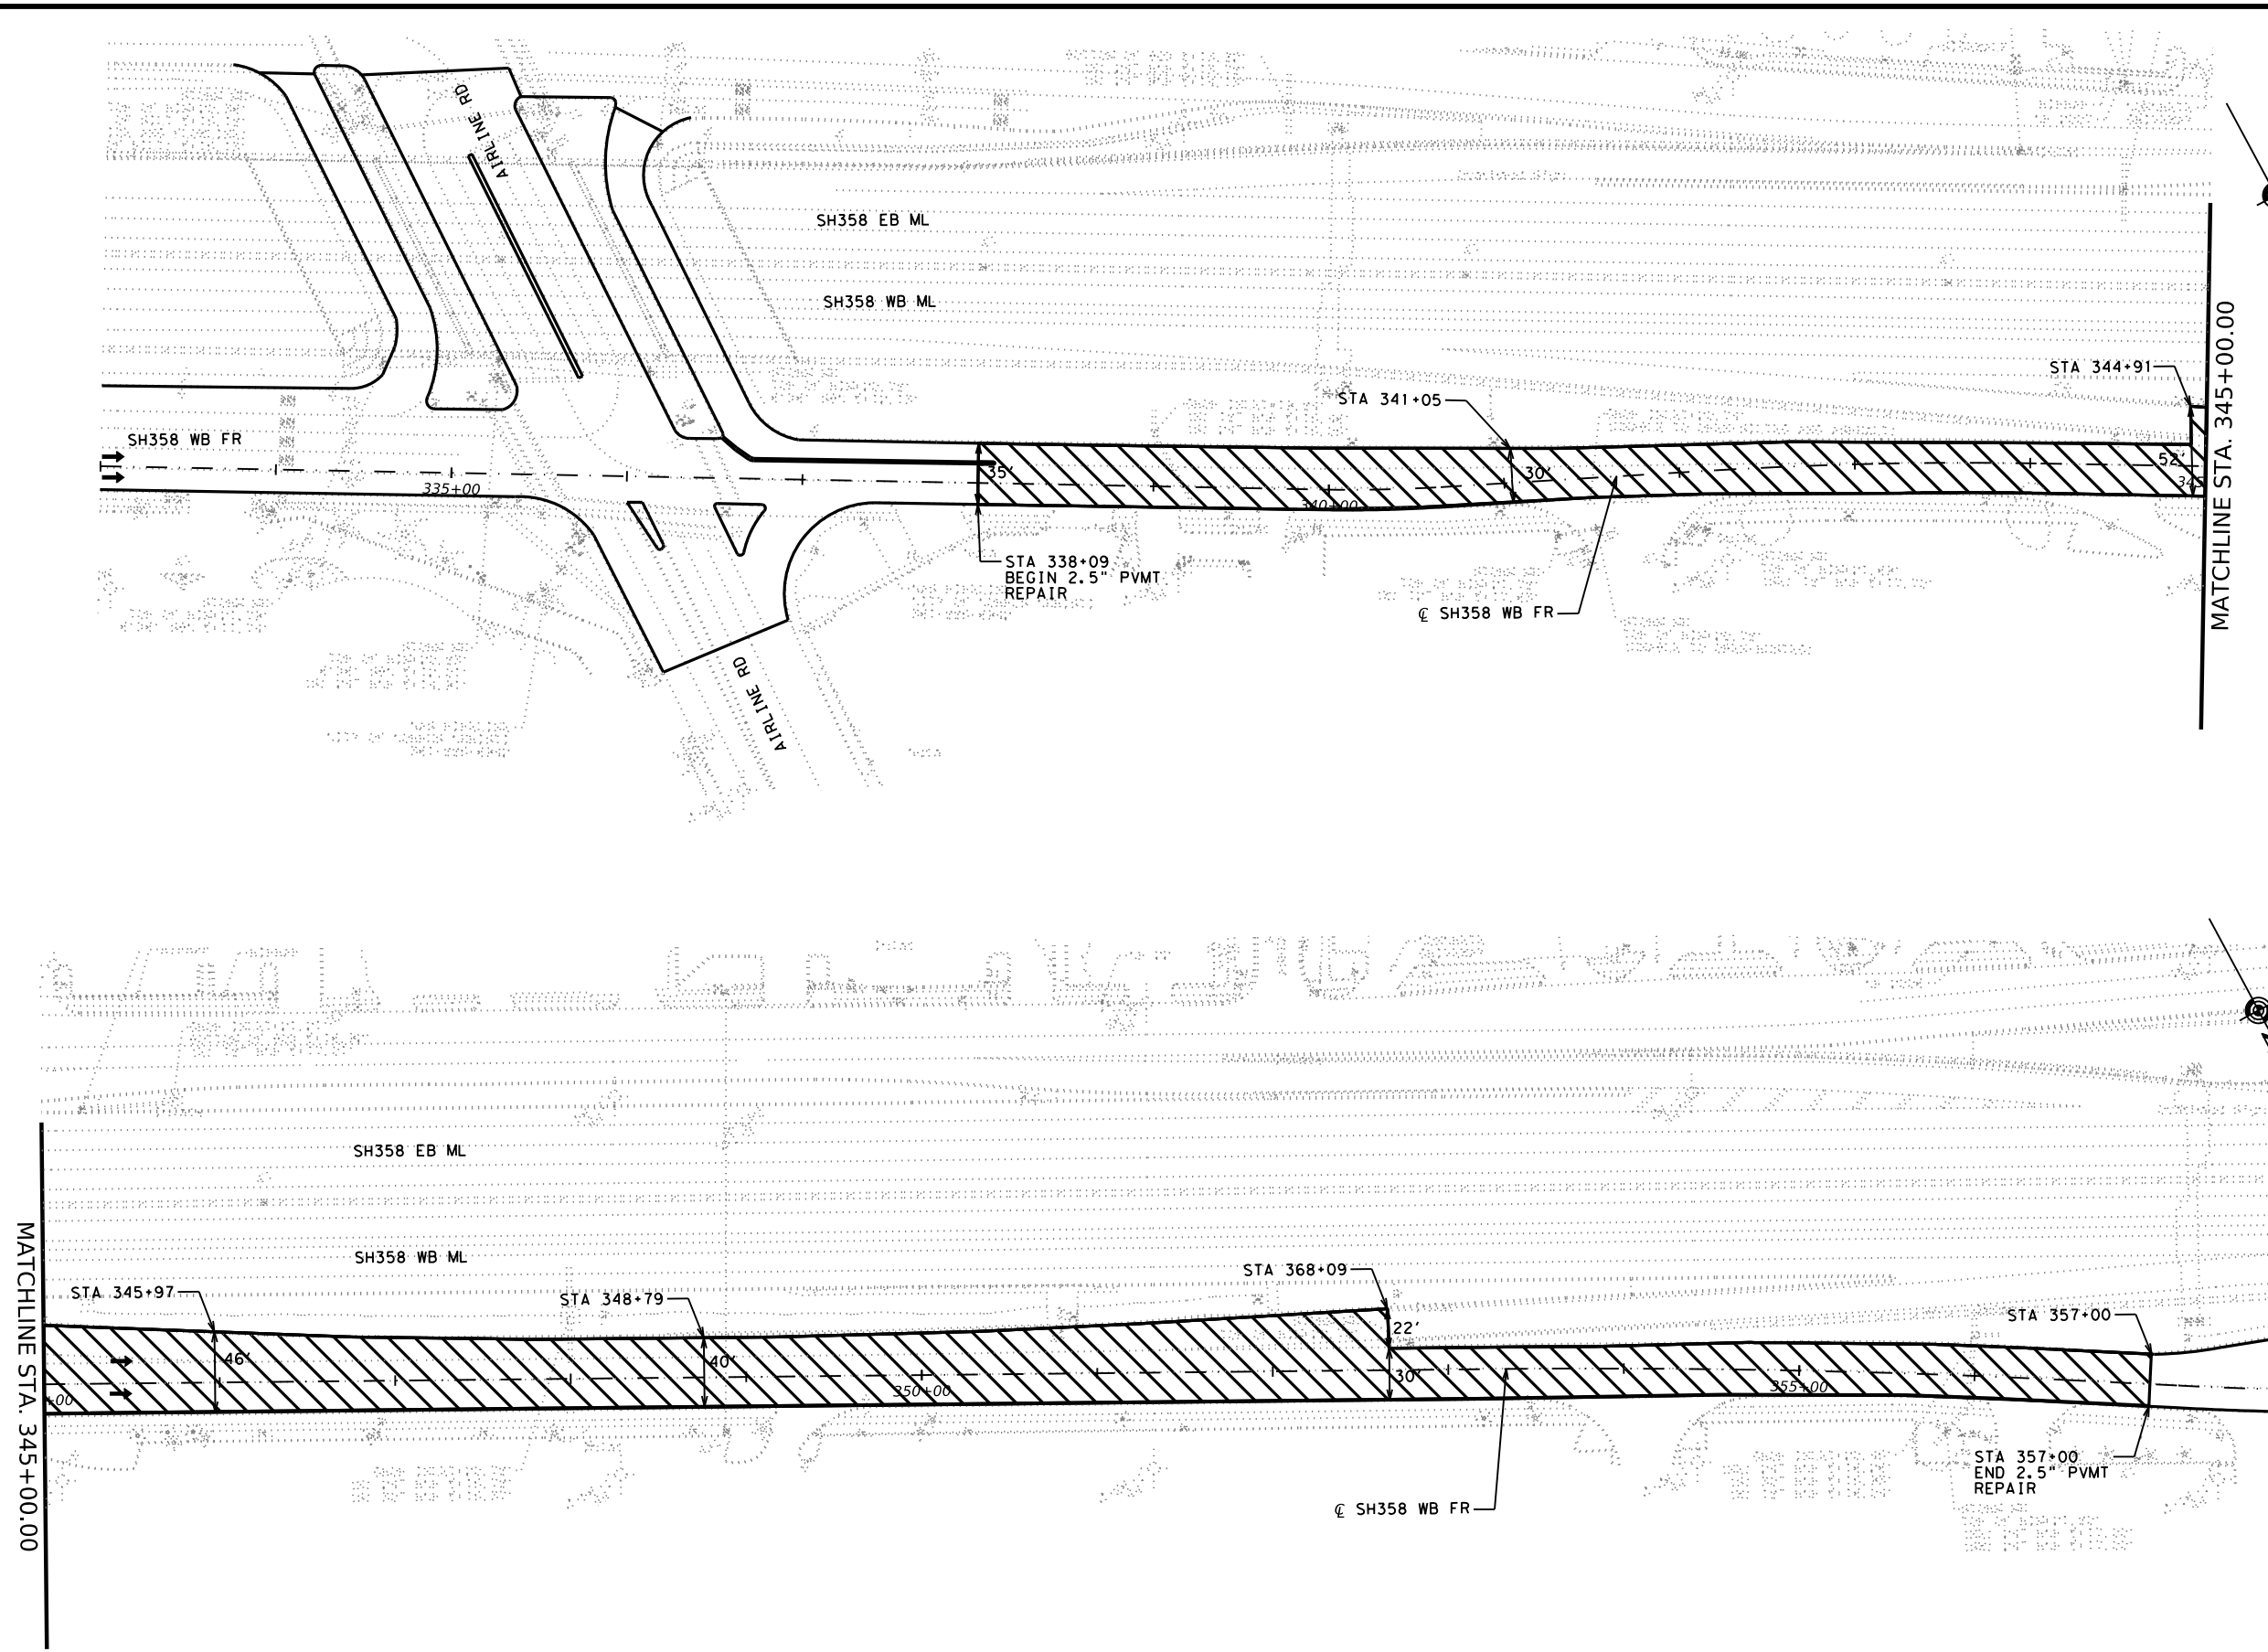 AIRLINE RD
SH358 EB ML
SH358 WB ML
STA 344+91
MATCHLINE STA. 345+00.00
STA 341+05
SH358 WB FR
335+00
35'
30'
52'
345
340+00
STA 338+09
BEGIN 2.5" PVMT
REPAIR
℄ SH358 WB FR
AIRLINE RD
SH358 EB ML
SH358 WB ML
STA 368+09
STA 345+97
STA 348+79
STA 357+00
22'
46'
40'
30'
+00
350+00
355+00
MATCHLINE STA. 345+00.00
STA 357+00
END 2.5" PVMT
REPAIR
℄ SH358 WB FR